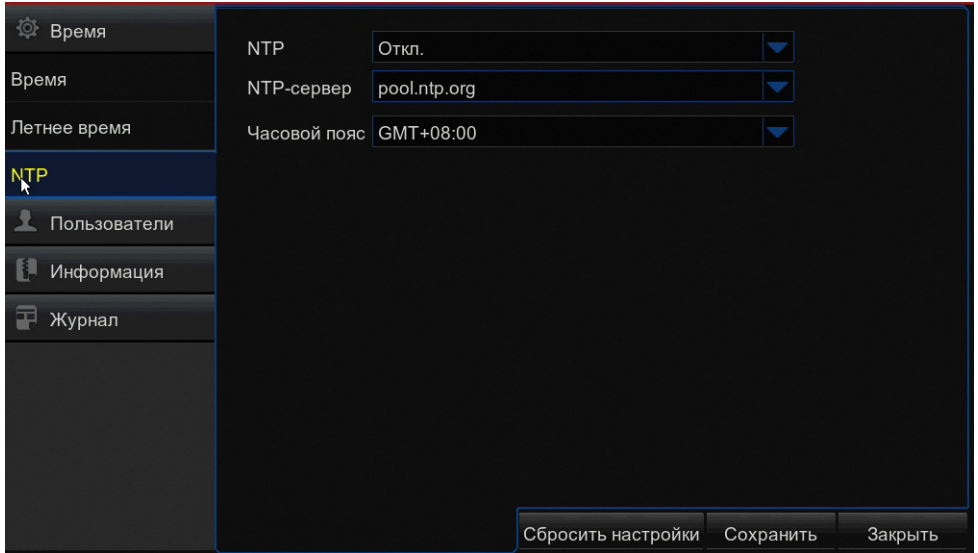 Время
Время
Летнее время
NTP
Пользователи
Информация
Журнал
NTP Откл.
NTP-сервер pool.ntp.org
Часовой пояс GMT+08:00
Сбросить настройки Сохранить Закрыть